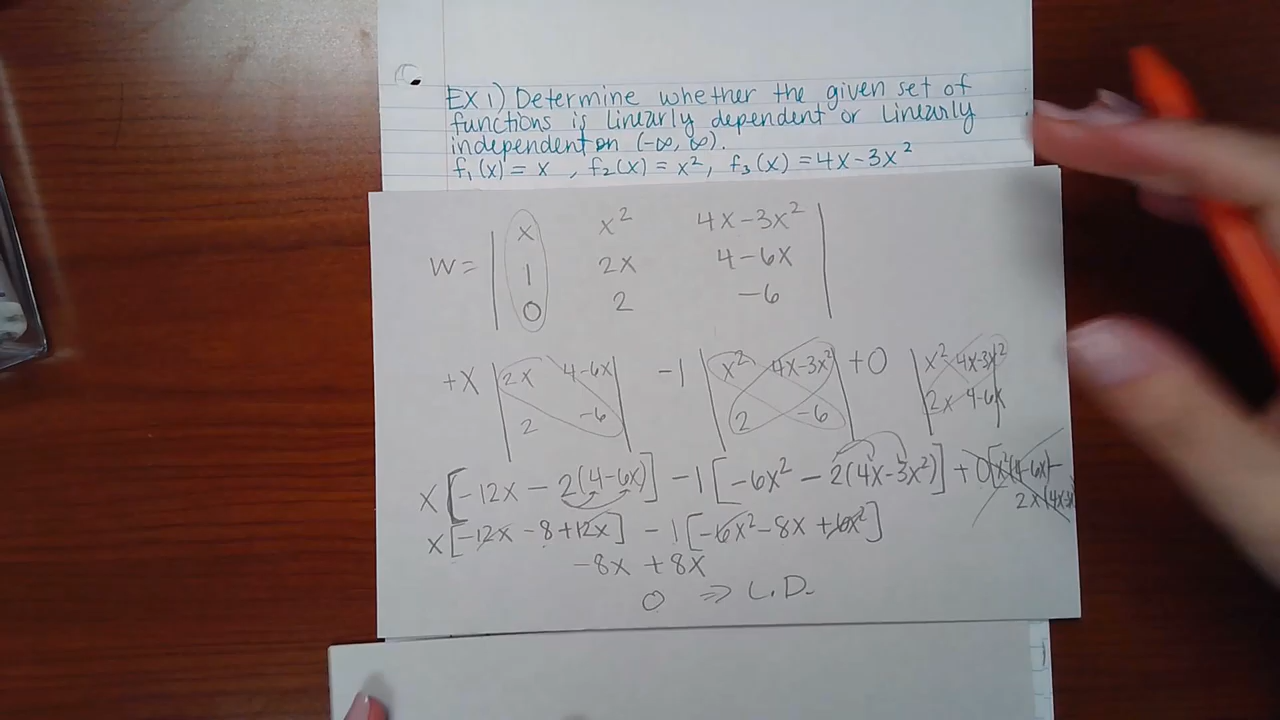 EX 1) Determine whether the given set of
functions is linearly dependent or linearly
independent on (-∞, ∞).
f₁(x) = x , f₂(x) = x², f₃(x) = 4x-3x²
W = | x x² 4x-3x² |
| 1 2x 4-6x |
| 0 2 -6 |
+x | 2x 4-6x | -1 | x² 4x-3x² | +0 | x² 4x-3x² |
| 2 -6 | | 2 -6 | | 2x 4-6x |
x[-12x - 2(4-6x)] - 1[-6x² - 2(4x-3x²)] + 0[x²(4-6x)-
x[-12x - 8 + 12x] - 1[-6x² - 8x + 6x²]
-8x + 8x
0 ⇒ L.D.